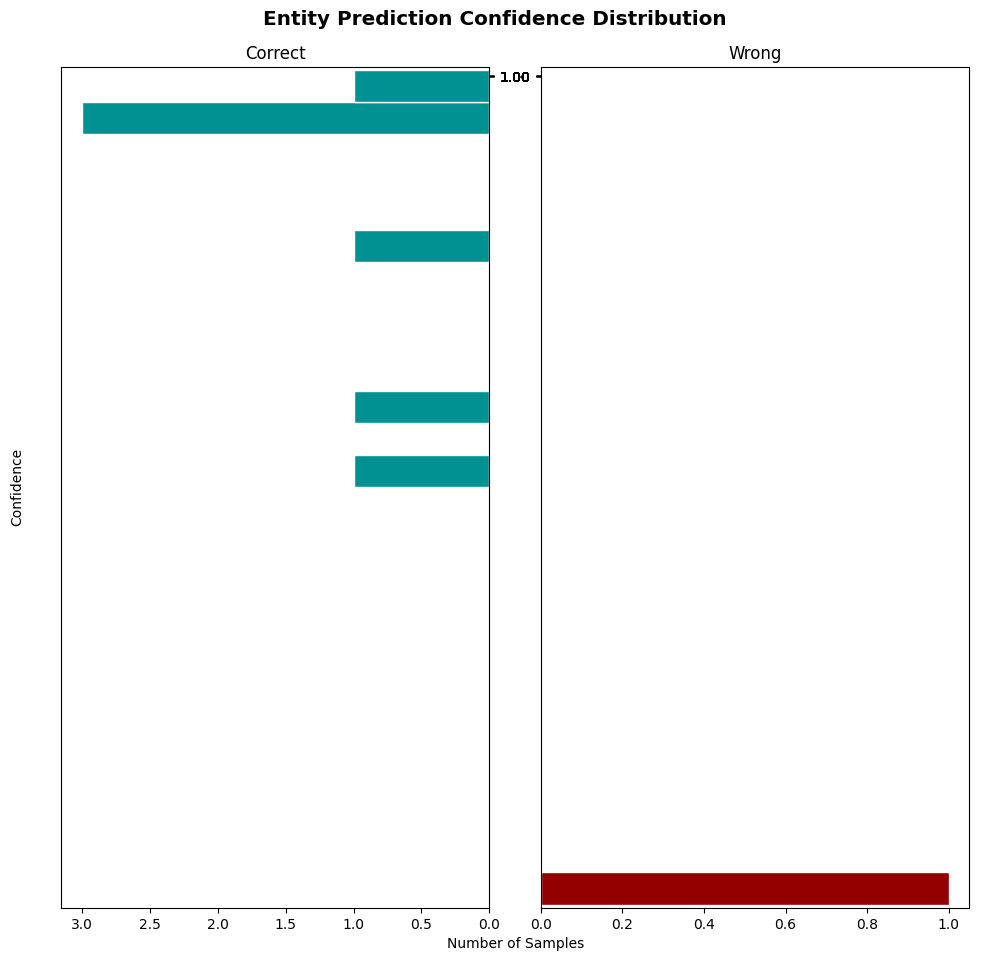 Entity Prediction Confidence Distribution
Correct
Wrong
1.00
Confidence
3.0 2.5 2.0 1.5 1.0 0.5 0.0
0.0 0.2 0.4 0.6 0.8 1.0
Number of Samples